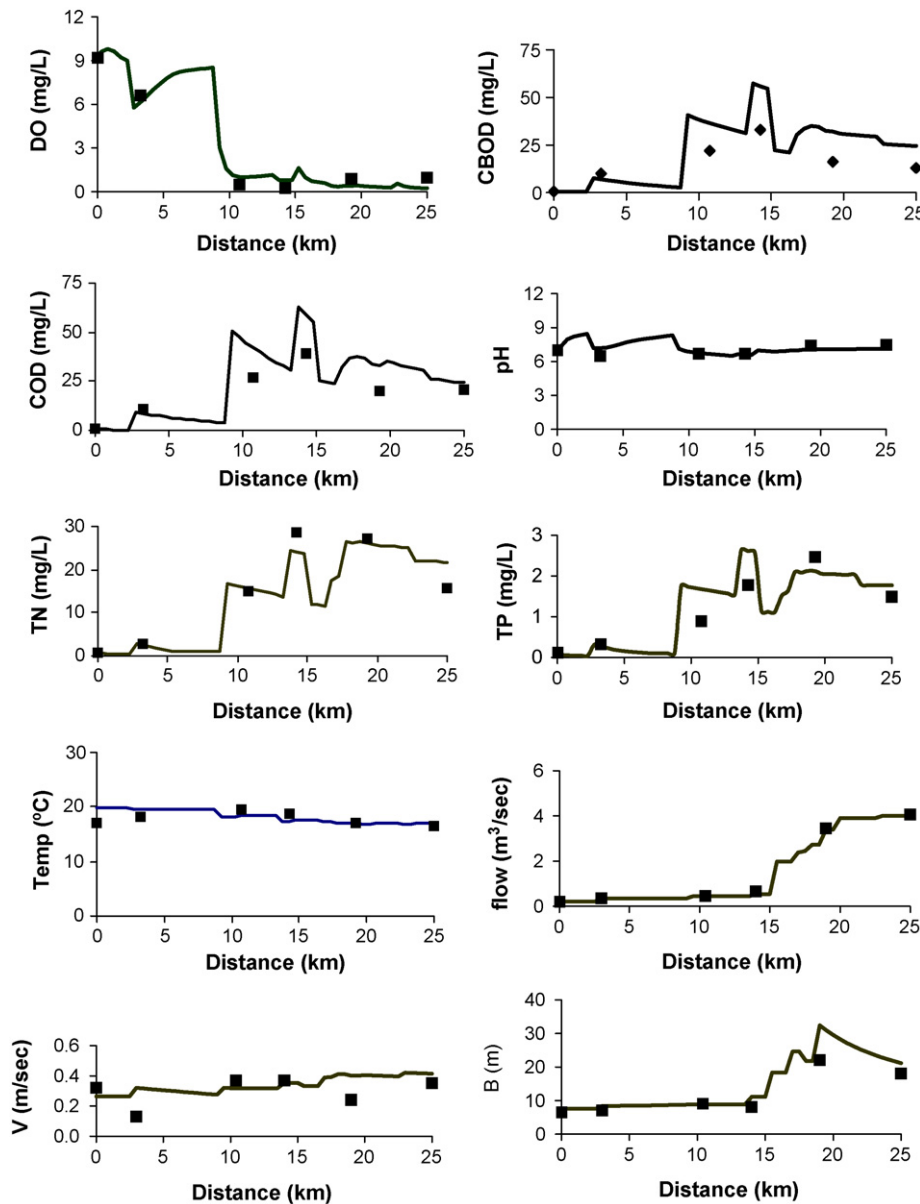 DO (mg/L)
12
9
6
3
0
0 5 10 15 20 25
Distance (km)
CBOD (mg/L)
75
50
25
0
0 5 10 15 20 25
Distance (km)
COD (mg/L)
75
50
25
0
0 5 10 15 20 25
Distance (km)
pH
12
9
6
3
0
0 5 10 15 20 25
Distance (km)
TN (mg/L)
30
20
10
0
0 5 10 15 20 25
Distance (km)
TP (mg/L)
3
2
1
0
0 5 10 15 20 25
Distance (km)
Temp (ºC)
30
20
10
0
0 5 10 15 20 25
Distance (km)
flow (m³/sec)
6
4
2
0
0 5 10 15 20 25
Distance (km)
V (m/sec)
0.6
0.4
0.2
0.0
0 5 10 15 20 25
Distance (km)
B (m)
40
30
20
10
0
0 5 10 15 20 25
Distance (km)